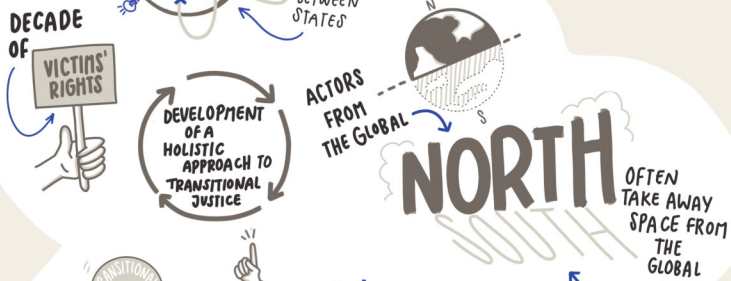 DECADE
OF
VICTIMS'
RIGHTS
BETWEEN
STATES
DEVELOPMENT
OF A
HOLISTIC
APPROACH TO
TRANSITIONAL
JUSTICE
N
S
ACTORS
FROM
THE GLOBAL
NORTH
SOUTH
OFTEN
TAKE AWAY
SPACE FROM
THE
GLOBAL
TRANSITIONAL